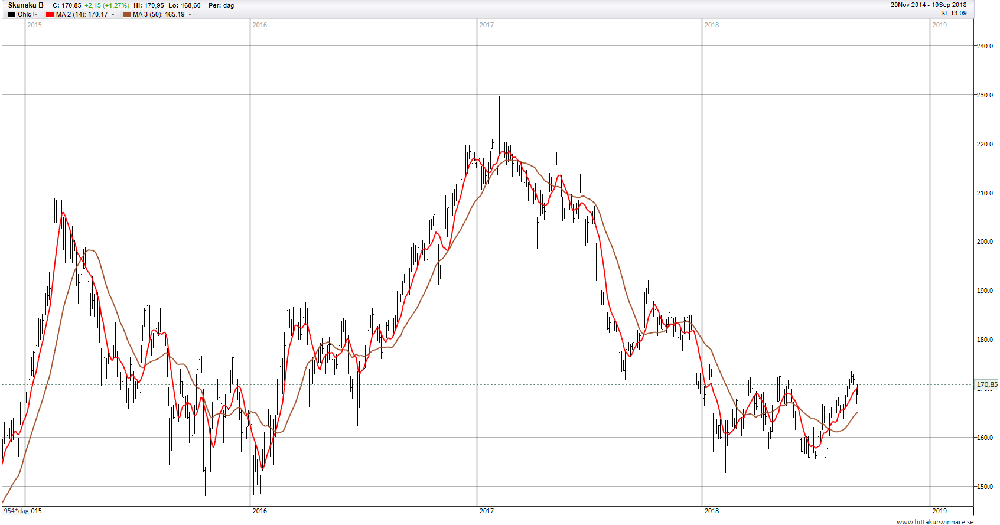 Skanska B C: 170,85 +2,15 (+1,27%) Hi: 170,95 Lo: 168,60 Per: dag 20Nov 2014 - 10Sep 2018
Ohlc MA 2 (14): 170.17 MA 3 (50): 165.19 kl. 13:09
2015 2016 2017 2018 2019
240.0
230.0
220.0
210.0
200.0
190.0
180.0
170,85
170.0
160.0
150.0
954*dag 015 2016 2017 2018 2019
www.hittakursvinnare.se